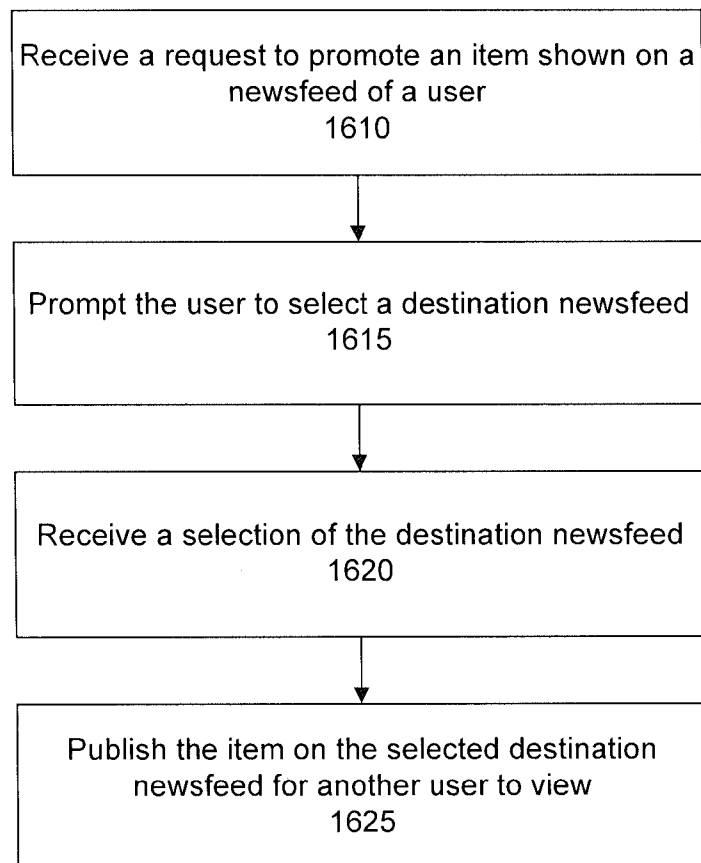 Receive a request to promote an item shown on a
newsfeed of a user
1610
Prompt the user to select a destination newsfeed
1615
Receive a selection of the destination newsfeed
1620
Publish the item on the selected destination
newsfeed for another user to view
1625